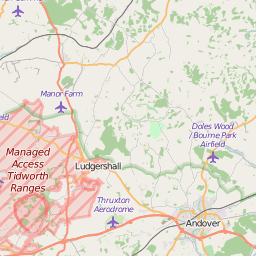 Manor Farm
Doles Wood
/ Bourne Park
Airfield
Managed
Access
Tidworth
Ranges
Ludgershall
Thruxton
Aerodrome
Andover